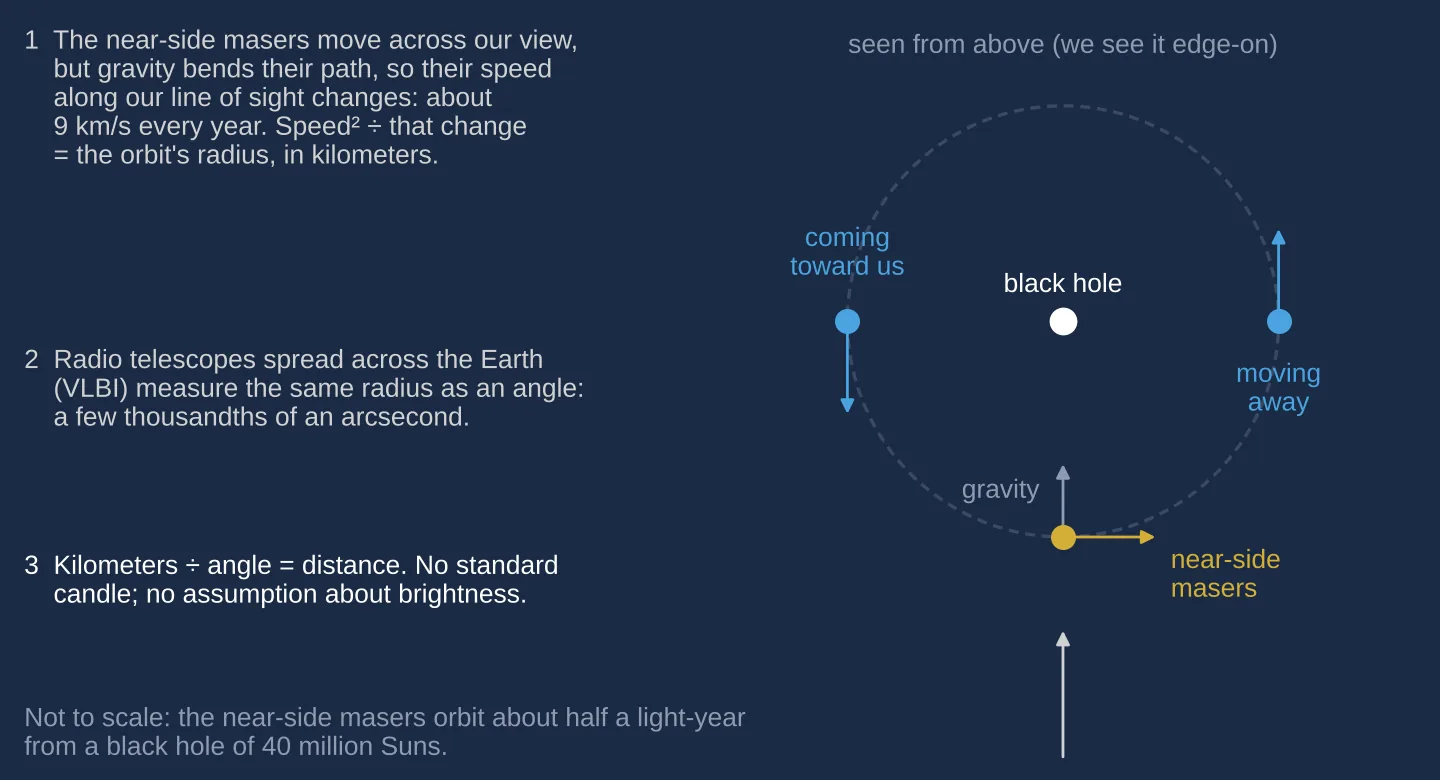 1 The near-side masers move across our view,
but gravity bends their path, so their speed
along our line of sight changes: about
9 km/s every year. Speed² ÷ that change
= the orbit's radius, in kilometers.
2 Radio telescopes spread across the Earth
(VLBI) measure the same radius as an angle:
a few thousandths of an arcsecond.
3 Kilometers ÷ angle = distance. No standard
candle; no assumption about brightness.
Not to scale: the near-side masers orbit about half a light-year
from a black hole of 40 million Suns.
seen from above (we see it edge-on)
coming
toward us
black hole
moving
away
gravity
near-side
masers